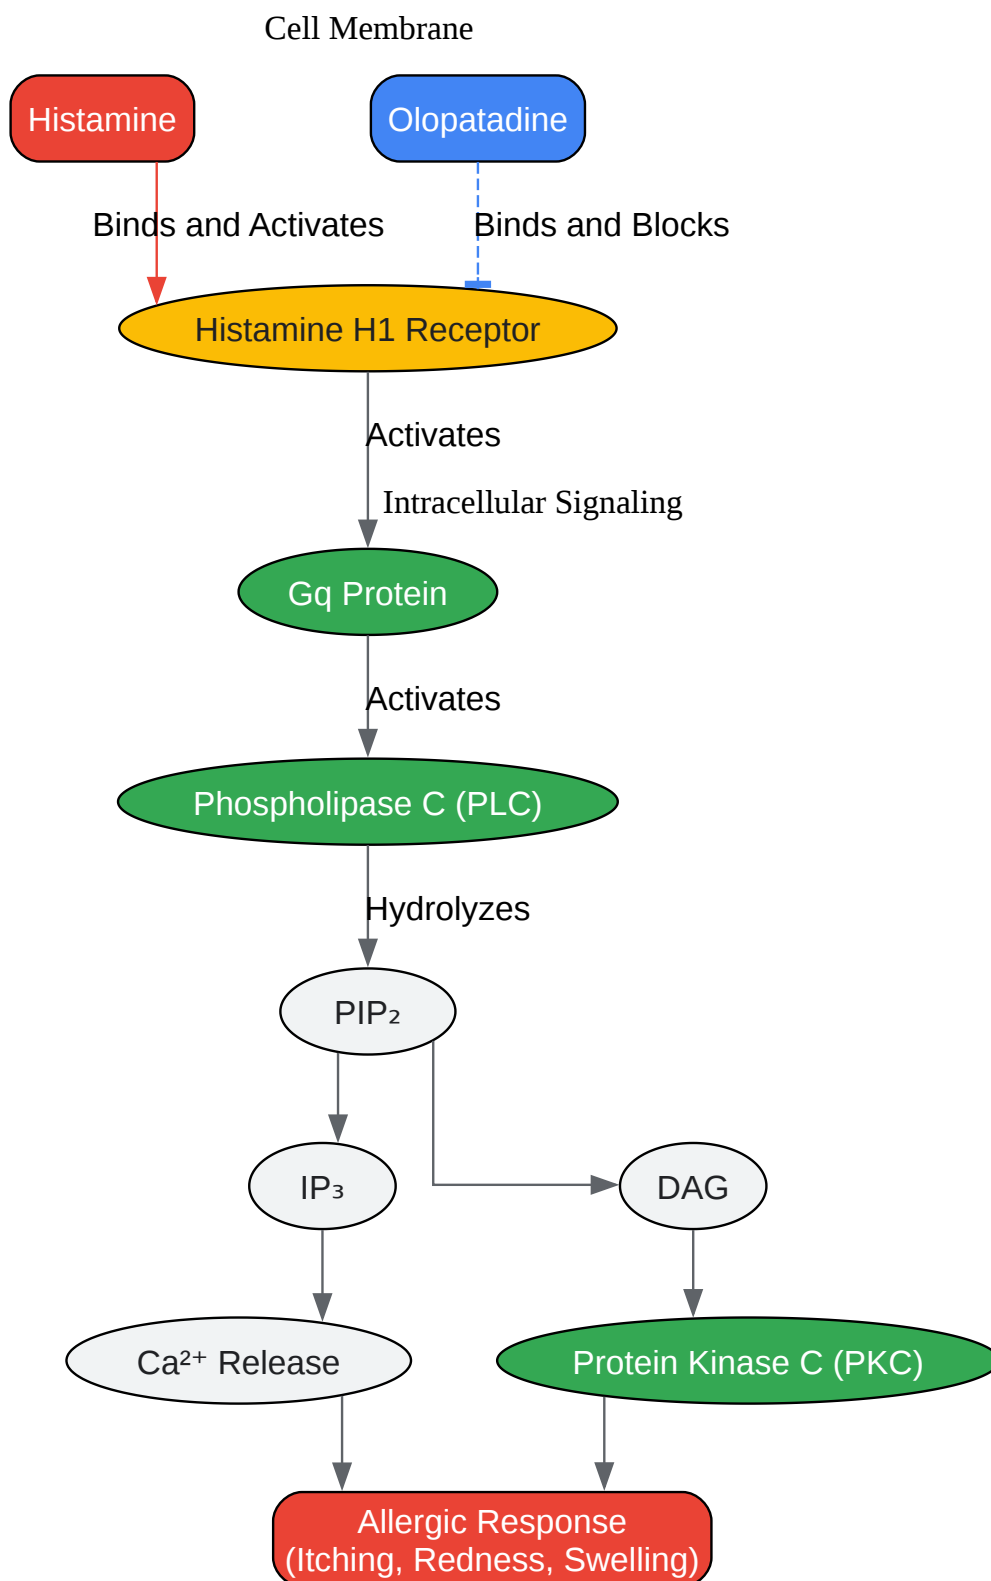 Cell Membrane
Histamine
Olopatadine
Binds and Activates
Binds and Blocks
Histamine H1 Receptor
Activates
Intracellular Signaling
Gq Protein
Activates
Phospholipase C (PLC)
Hydrolyzes
PIP₂
IP₃
DAG
Ca²⁺ Release
Protein Kinase C (PKC)
Allergic Response
(Itching, Redness, Swelling)